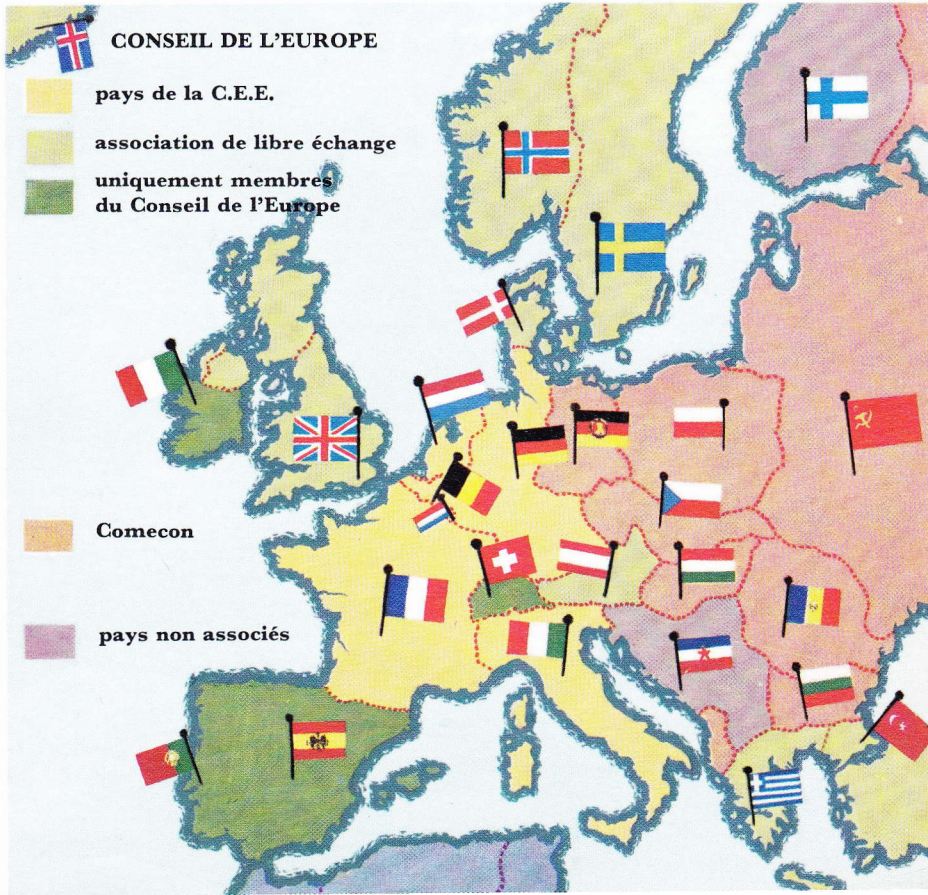 CONSEIL DE L'EUROPE
pays de la C.E.E.
association de libre échange
uniquement membres
du Conseil de l'Europe
Comecon
pays non associés